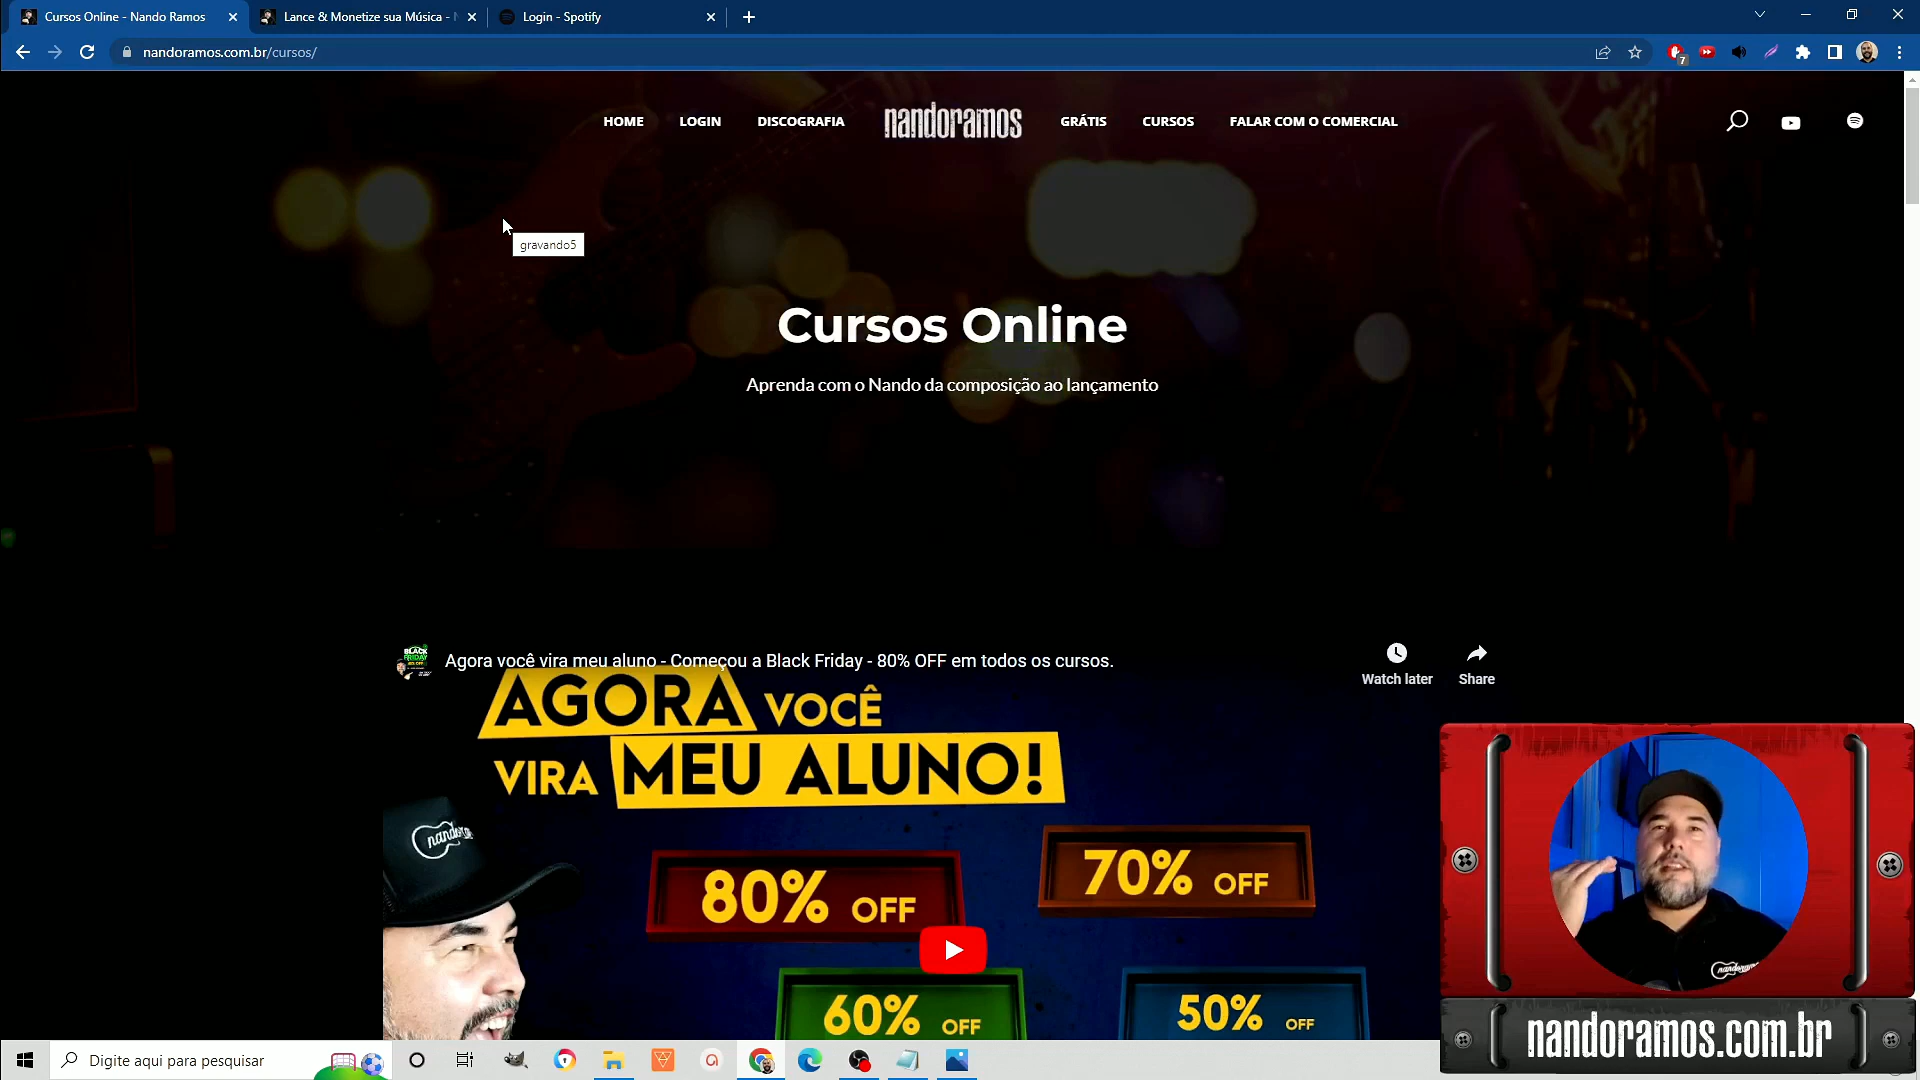 Cursos Online - Nando Ramos
Lance & Monetize sua Música -
Login - Spotify
nandoramos.com.br/cursos/
7
HOME
LOGIN
DISCOGRAFIA
nandoramos
GRÁTIS
CURSOS
FALAR COM O COMERCIAL
gravando5
Cursos Online
Aprenda com o Nando da composição ao lançamento
BLACK
FRIDAY
Agora você vira meu aluno - Começou a Black Friday - 80% OFF em todos os cursos.
Watch later
Share
AGORA VOCÊ
VIRA MEU ALUNO!
80% OFF
70% OFF
60% OFF
50% OFF
nandoramos.com.br
Digite aqui para pesquisar